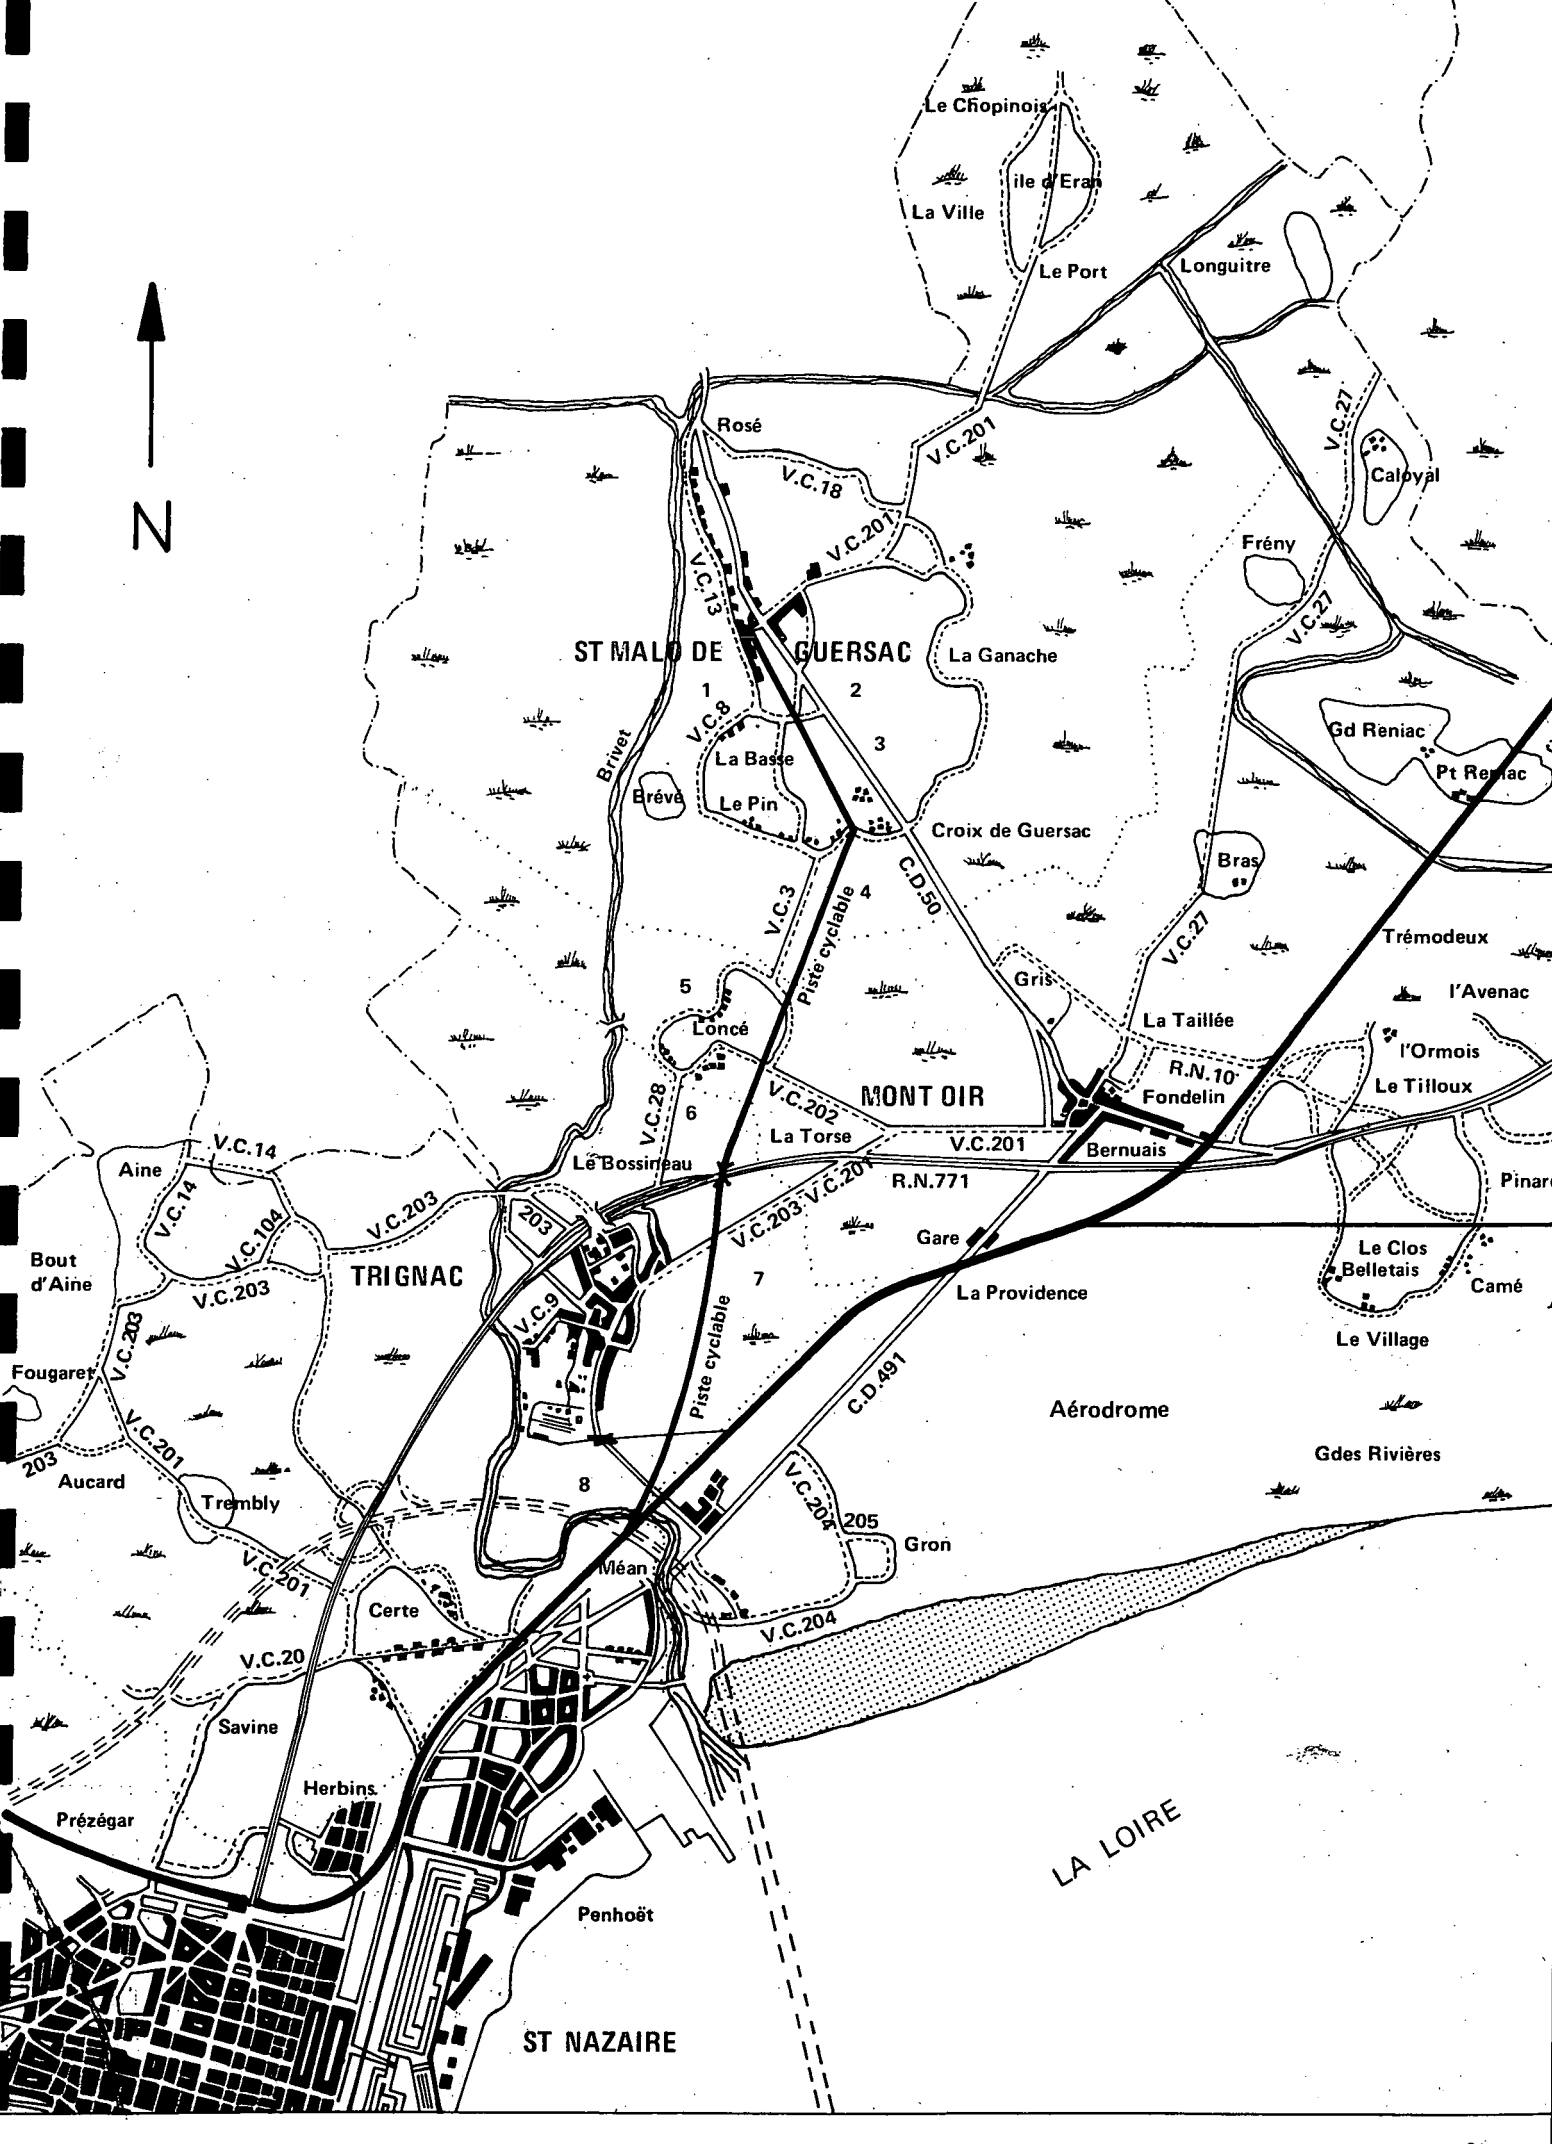 Le Chopinois
île d'Eran
La Ville
Le Port
Longuitre
N
Rosé
V.C.201
V.C.18
V.C.27
Caloyal
V.C.201
Frény
V.C.13
V.C.27
ST MALO DE GUERSAC
La Ganache
1
2
V.C.8
3
Gd Reniac
Brivet
La Basse
Pt Reniac
Brévé
Le Pin
Croix de Guersac
Bras
C.D.50
4
V.C.3
Piste cyclable
V.C.27
Trémodeux
Gris
5
l'Avenac
Loncé
La Taillée
l'Ormois
R.N.10
Le Tilloux
MONTOIR
Fondelin
V.C.28
V.C.202
6
La Torse
V.C.201
Bernuais
V.C.14
Aine
Le Bossineau
R.N.771
V.C.201
Pinar
V.C.14
V.C.203
203
V.C.203
V.C.104
Gare
Le Clos
Belletais
Bout
d'Aine
TRIGNAC
7
Camé
V.C.203
La Providence
V.C.9
V.C.203
Le Village
Fougaret
Piste cyclable
C.D.491
Aérodrome
V.C.201
203
Aucard
Gdes Rivières
8
V.C.204
Trembly
205
Gron
V.C.201
Méan
Certe
V.C.204
V.C.20
Savine
Herbins
Prézégar
LA LOIRE
Penhoët
ST NAZAIRE